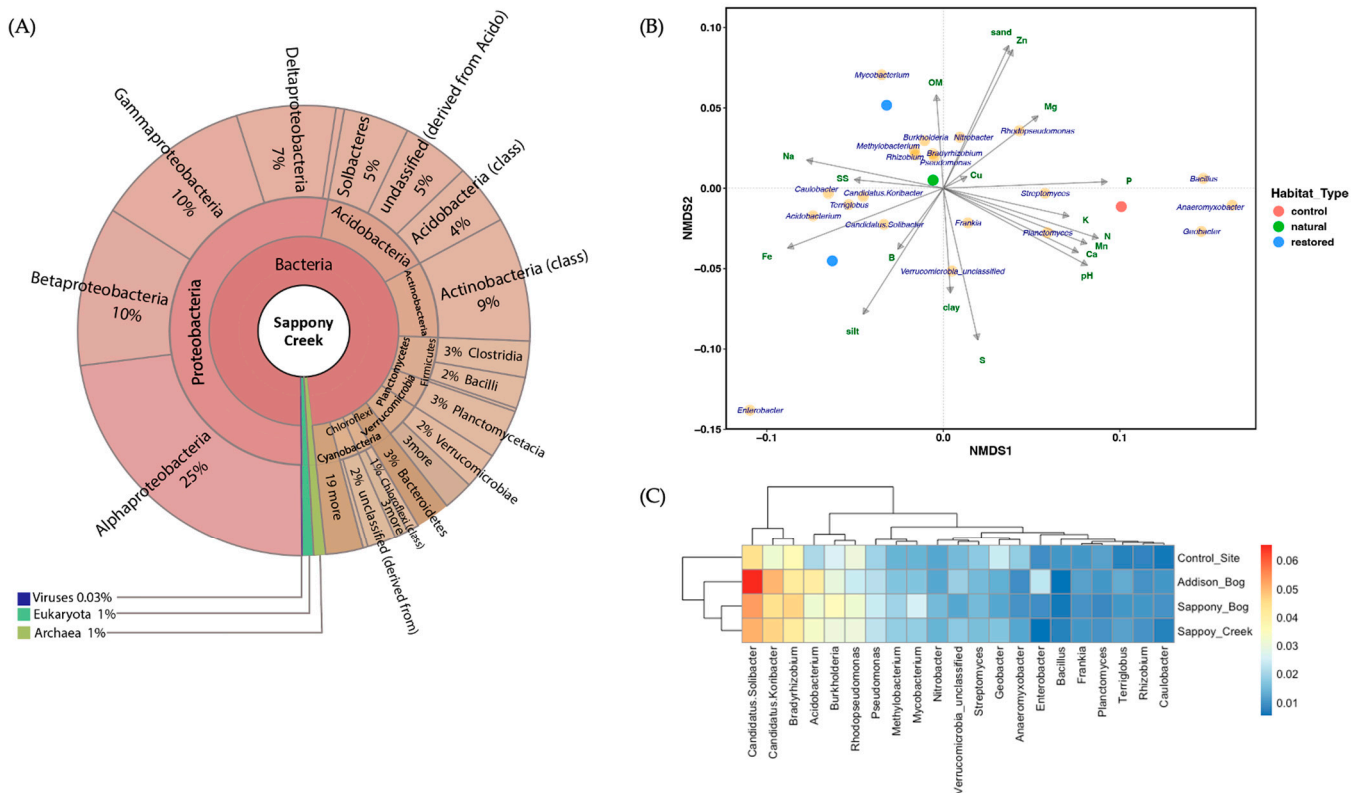 (A)
Sappony
Creek
Bacteria
Proteobacteria
Acidobacteria
Actinobacteria
Firmicutes
Planctomycetes
Verrucomicrobia
Chloroflexi
Cyanobacteria
Deltaproteobacteria
7%
Gammaproteobacteria
10%
Betaproteobacteria
10%
Alphaproteobacteria
25%
Solbacteres
5%
undassified (derived from Acido)
5%
Acidobacteria (class)
4%
Actinobacteria (class)
9%
3% Clostridia
2% Bacilli
3% Planctomycetacia
2% Verrucomicrobiae
3more
3% Bacteroidetes
1% Chloroflexi (class)
3more
2% unclassified (derived from)
19 more
Viruses 0.03%
Eukaryota 1%
Archaea 1%
(B)
0.10
0.05
0.00
-0.05
-0.10
-0.15
NMDS2
-0.1
0.0
0.1
NMDS1
sand
Zn
Mycobacterium
OM
Mg
Burkholderia
Nitrobacter
Rhodopseudomonas
Methylobacterium
Bradyrhizobium
Rhizobium
Pseudomonas
Na
SS
Cu
P
Bacillus
Caulobacter
Candidatus.Koribacter
Streptomyces
Terriglobus
Anaeromyxobacter
Acidobacterium
Candidatus.Solibacter
Frankia
K
Planctomyces
N
Geobacter
Mn
Ca
Fe
B
pH
Verrucomicrobia_unclassified
clay
silt
S
Enterobacter
Habitat_Type
control
natural
restored
(C)
Control_Site
Addison_Bog
Sappony_Bog
Sappoy_Creek
Candidatus.Solibacter
Candidatus.Koribacter
Bradyrhizobium
Acidobacterium
Burkholderia
Rhodopseudomonas
Pseudomonas
Methylobacterium
Mycobacterium
Nitrobacter
Verrucomicrobia_unclassified
Streptomyces
Geobacter
Anaeromyxobacter
Enterobacter
Bacillus
Frankia
Planctomyces
Terriglobus
Rhizobium
Caulobacter
0.06
0.05
0.04
0.03
0.02
0.01